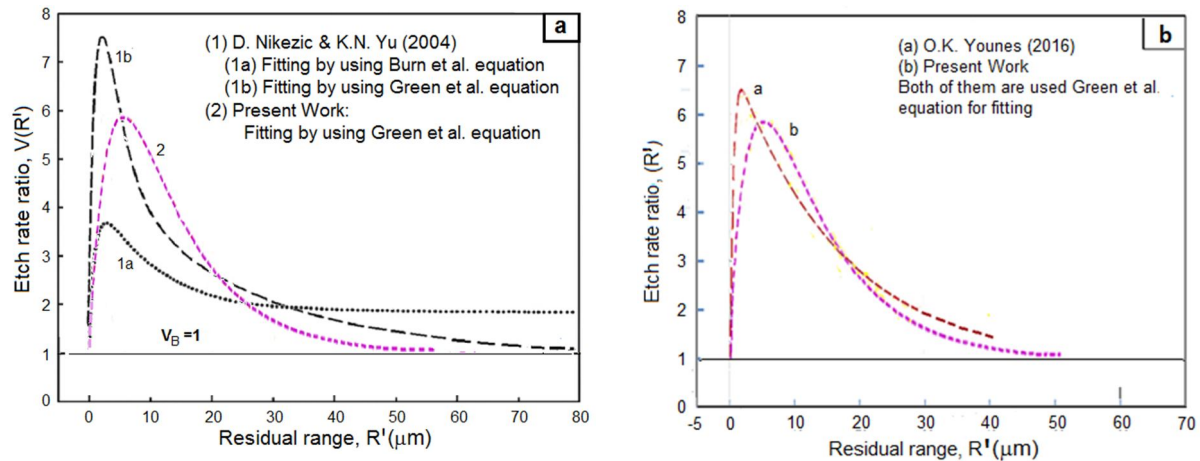 a
(1) D. Nikezic & K.N. Yu (2004)
(1a) Fitting by using Burn et al. equation
(1b) Fitting by using Green et al. equation
(2) Present Work:
Fitting by using Green et al. equation
1b
2
1a
V_B =1
Etch rate ratio, V(R')
8
7
6
5
4
3
2
1
0
0 10 20 30 40 50 60 70 80
Residual range, R'(μm)
b
(a) O.K. Younes (2016)
(b) Present Work
Both of them are used Green et al.
equation for fitting
a
b
Etch rate ratio, (R')
8
7
6
5
4
3
2
1
0
-5 0 10 20 30 40 50 60 70
Residual range, R'(μm)